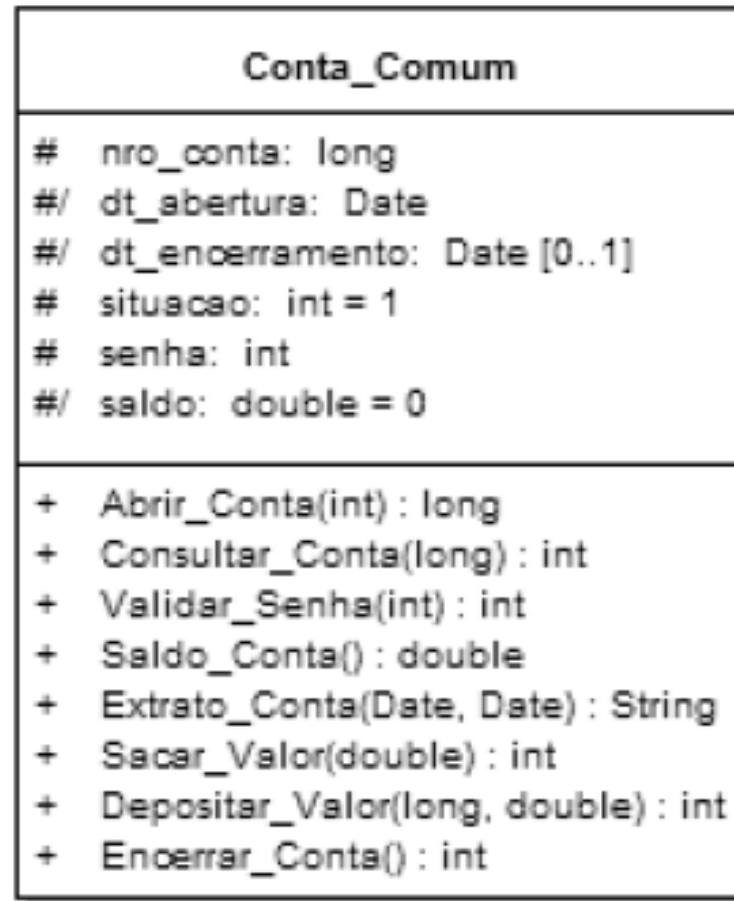 Conta_Comum
# nro_conta: long
#/ dt_abertura: Date
#/ dt_encerramento: Date [0..1]
# situacao: int = 1
# senha: int
#/ saldo: double = 0
+ Abrir_Conta(int) : long
+ Consultar_Conta(long) : int
+ Validar_Senha(int) : int
+ Saldo_Conta() : double
+ Extrato_Conta(Date, Date) : String
+ Sacar_Valor(double) : int
+ Depositar_Valor(long, double) : int
+ Encerrar_Conta() : int